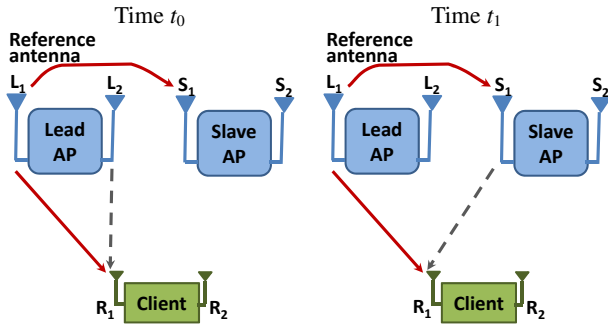 Time t0
Reference
antenna
L1
L2
S1
S2
Lead
AP
Slave
AP
R1
Client
R2
Time t1
Reference
antenna
L1
L2
S1
S2
Lead
AP
Slave
AP
R1
Client
R2